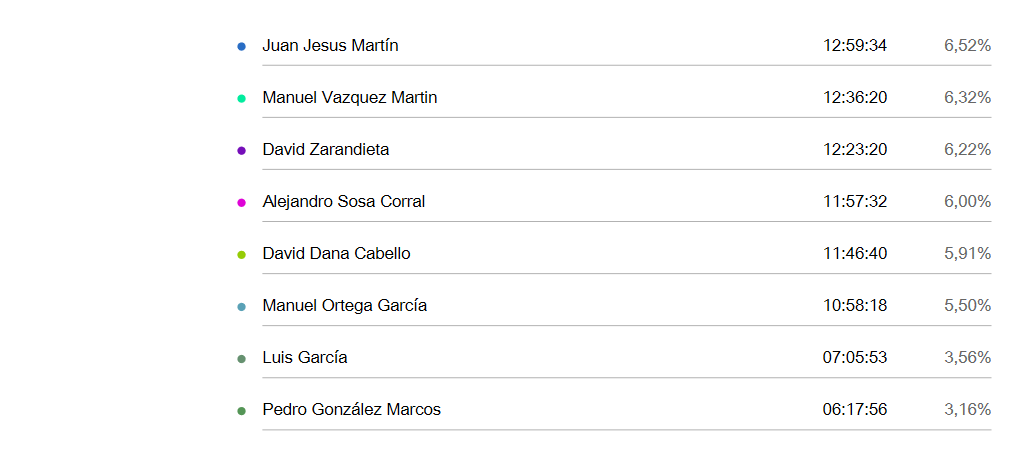 Juan Jesus Martín 12:59:34 6,52%
Manuel Vazquez Martin 12:36:20 6,32%
David Zarandieta 12:23:20 6,22%
Alejandro Sosa Corral 11:57:32 6,00%
David Dana Cabello 11:46:40 5,91%
Manuel Ortega García 10:58:18 5,50%
Luis García 07:05:53 3,56%
Pedro González Marcos 06:17:56 3,16%